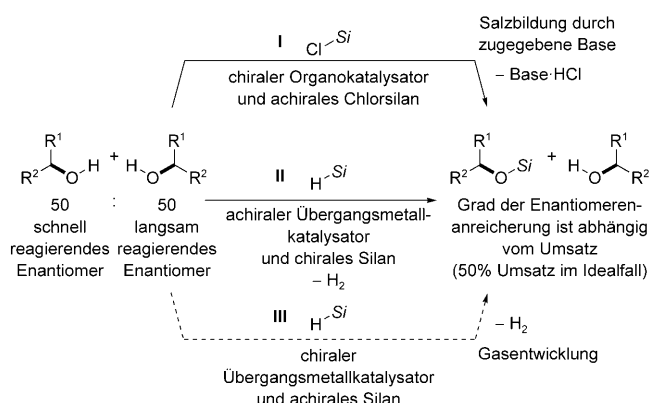 I
Cl Si
chiraler Organokatalysator
und achirales Chlorsilan
Salzbildung durch
zugegebene Base
– Base·HCl
R1 R2 O H + HO R1 R2
50 : 50
schnell
reagierendes
Enantiomer
langsam
reagierendes
Enantiomer
II
H Si
achiraler Übergangsmetall-
katalysator
und chirales Silan
– H2
R1 R2 O Si + HO R1 R2
Grad der Enantiomeren-
anreicherung ist abhängig
vom Umsatz
(50% Umsatz im Idealfall)
III
H Si
chiraler
Übergangsmetallkatalysator
und achirales Silan
– H2
Gasentwicklung